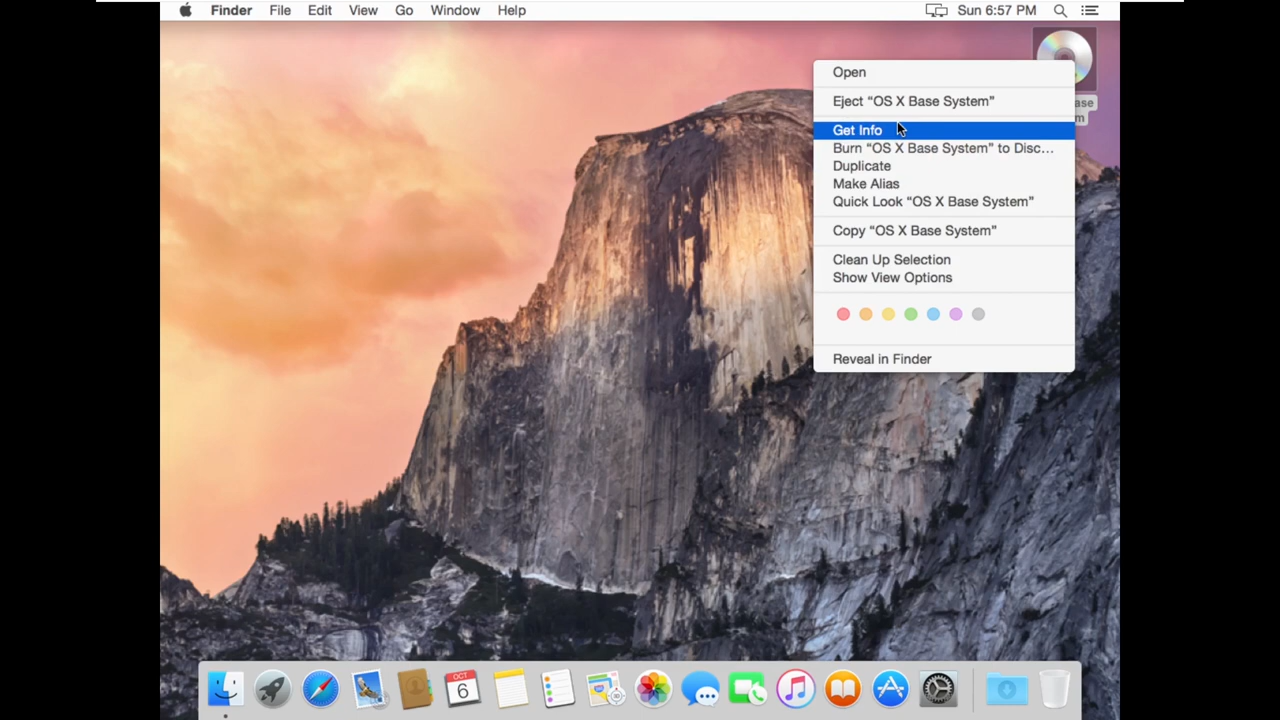 Finder File Edit View Go Window Help Sun 6:57 PM
ase
m
Open
Eject “OS X Base System”
Get Info
Burn “OS X Base System” to Disc…
Duplicate
Make Alias
Quick Look “OS X Base System”
Copy “OS X Base System”
Clean Up Selection
Show View Options
Reveal in Finder
OCT
6